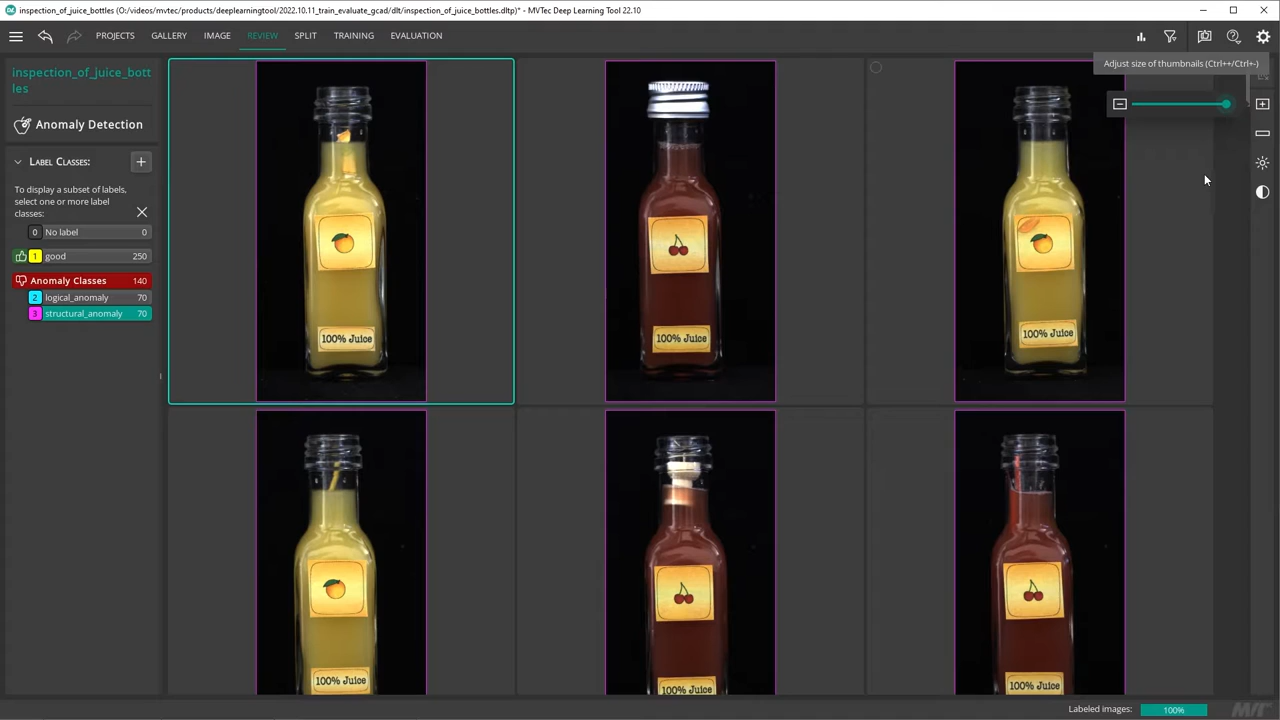 inspection_of_juice_bottles (O:/videos/mvtec/products/deeplearningtool/2022.10.11_train_evaluate_gcad/dlt/inspection_of_juice_bottles.dltp)* - MVTec Deep Learning Tool 22.10
PROJECTS GALLERY IMAGE REVIEW SPLIT TRAINING EVALUATION
Adjust size of thumbnails (Ctrl++/Ctrl+-)
inspection_of_juice_bott
les
Anomaly Detection
LABEL CLASSES:
To display a subset of labels,
select one or more label
classes:
0 No label 0
1 good 250
Anomaly Classes 140
2 logical_anomaly 70
3 structural_anomaly 70
100% Juice
100% Juice
100% Juice
100% Juice
100% Juice
100% Juice
Labeled images: 100%